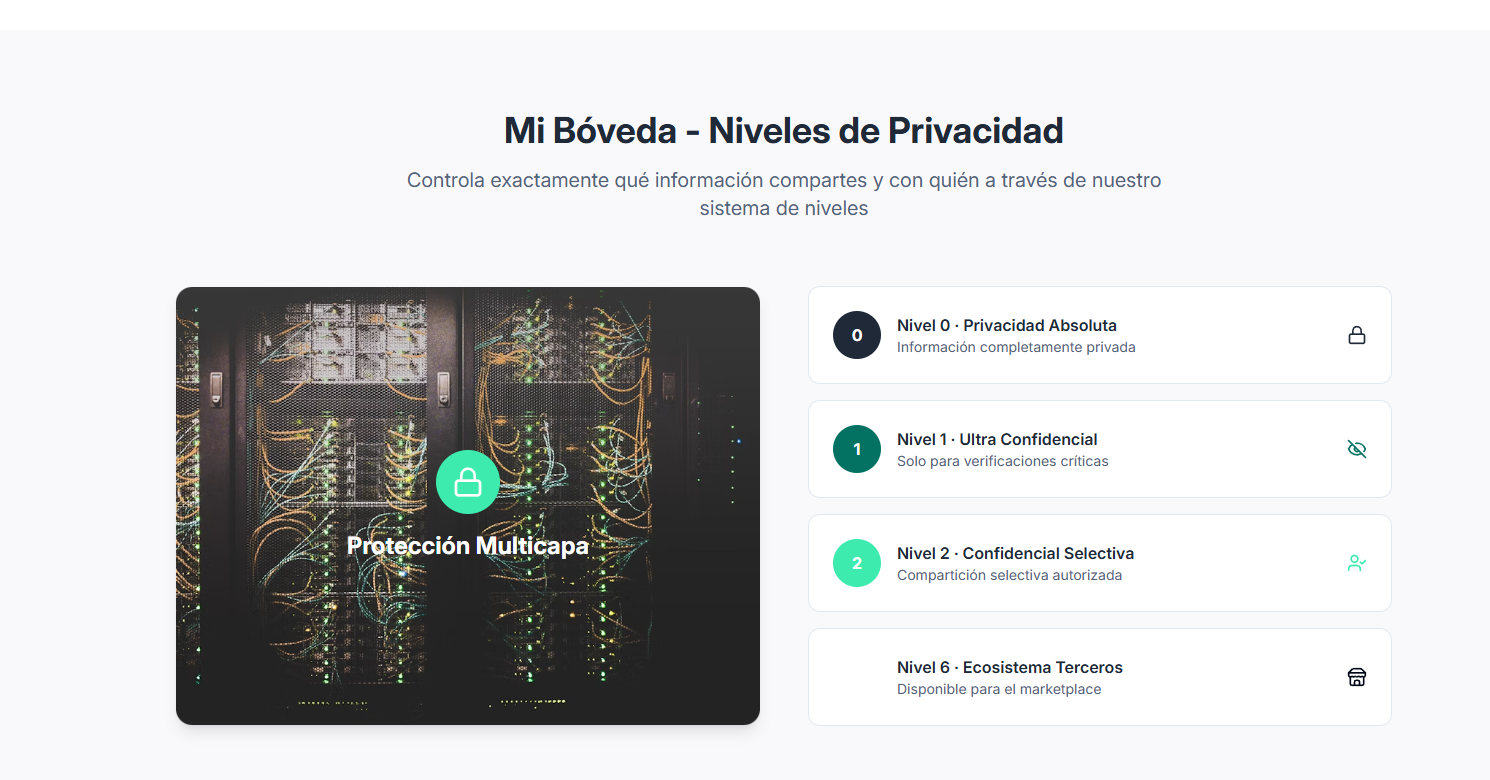 Mi Bóveda - Niveles de Privacidad
Controla exactamente qué información compartes y con quién a través de nuestro
sistema de niveles
Protección Multicapa
0
Nivel 0 · Privacidad Absoluta
Información completamente privada
1
Nivel 1 · Ultra Confidencial
Solo para verificaciones críticas
2
Nivel 2 · Confidencial Selectiva
Compartición selectiva autorizada
Nivel 6 · Ecosistema Terceros
Disponible para el marketplace